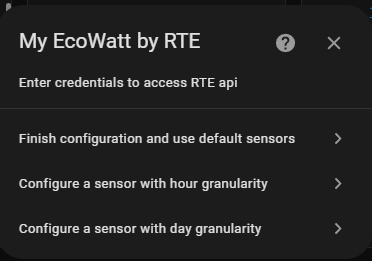 My EcoWatt by RTE
Enter credentials to access RTE api
Finish configuration and use default sensors
Configure a sensor with hour granularity
Configure a sensor with day granularity